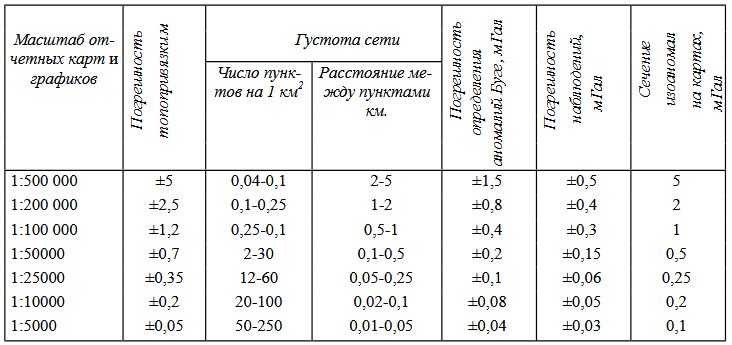 Масштаб от-
четных карт и
графиков
Погрешность
топопривязки м
Густота сети
Число пунк-
тов на 1 км2
Расстояние ме-
жду пунктами
км.
Погрешность
определения
аномалий Буге, мГал
Погрешность
наблюдений,
мГал
Сечение
изоаномал
на картах,
мГал
1:500 000 ±5 0,04-0,1 2-5 ±1,5 ±0,5 5
1:200 000 ±2,5 0,1-0,25 1-2 ±0,8 ±0,4 2
1:100 000 ±1,2 0,25-0,1 0,5-1 ±0,4 ±0,3 1
1:50000 ±0,7 2-30 0,1-0,5 ±0,2 ±0,15 0,5
1:25000 ±0,35 12-60 0,05-0,25 ±0,1 ±0,06 0,25
1:10000 ±0,2 20-100 0,02-0,1 ±0,08 ±0,05 0,2
1:5000 ±0,05 50-250 0,01-0,05 ±0,04 ±0,03 0,1